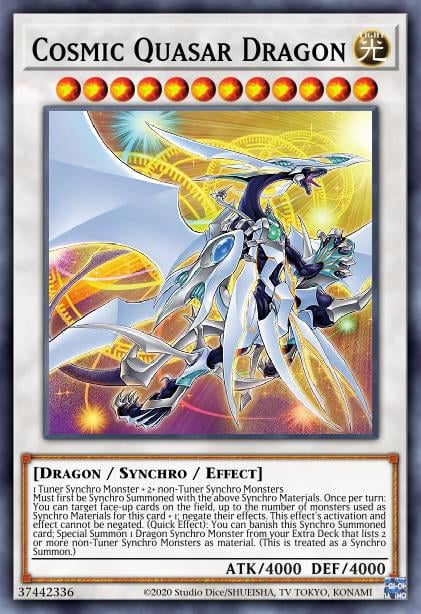 Cosmic Quasar Dragon
LIGHT
光
[Dragon / Synchro / Effect]
1 Tuner Synchro Monster + 2+ non-Tuner Synchro Monsters
Must first be Synchro Summoned with the above Synchro Materials. Once per turn:
You can target face-up cards on the field, up to the number of monsters used as
Synchro Materials for this card + 1; negate their effects. This effect's activation and
effect cannot be negated. (Quick Effect): You can banish this Synchro Summoned
card; Special Summon 1 Dragon Synchro Monster from your Extra Deck that lists 2
or more non-Tuner Synchro Monsters as material. (This is treated as a Synchro
Summon.)
ATK/4000 DEF/4000
37442336
©2020 Studio Dice/SHUEISHA, TV TOKYO, KONAMI